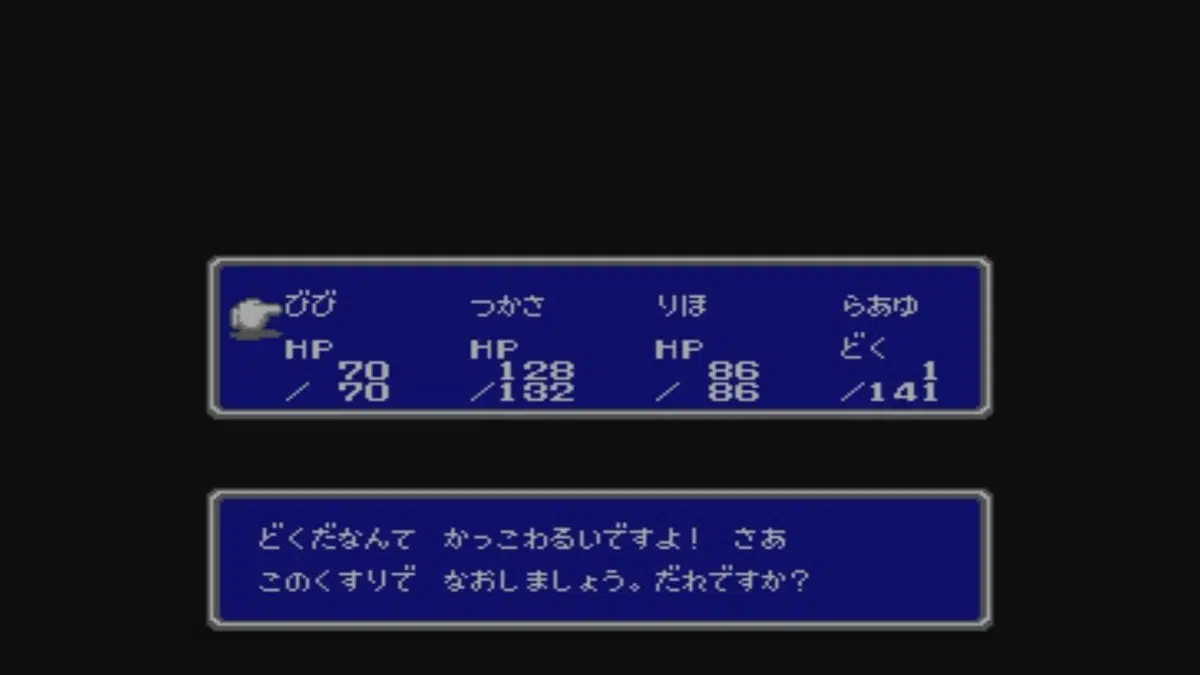 びび つかさ りほ らあゆ
HP HP HP どく
70 128 86 1
/ 70 /132 / 86 /141
どくだなんて かっこわるいですよ! さあ
このくすりで なおしましょう。だれですか?